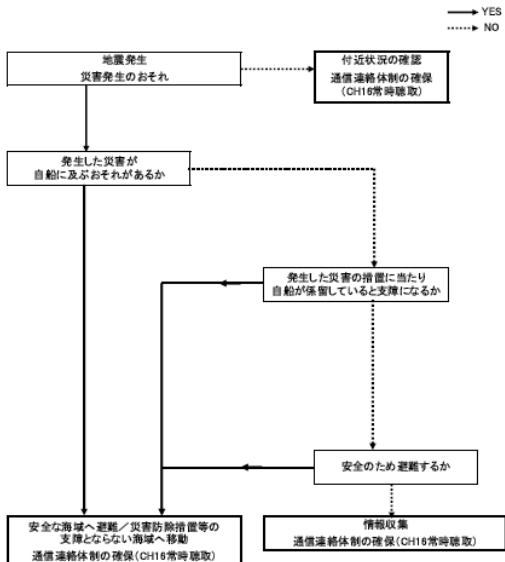 YES
NO
地震発生
災害発生のおそれ
付近状況の確認
通信連絡体制の確保
(CH16常時聴取)
発生した災害が
自船に及ぶおそれがあるか
発生した災害の措置に当たり
自船が係留していると支障になるか
安全のため避難するか
安全な海域へ避難/災害防除措置等の
支障とならない海域へ移動
通信連絡体制の確保(CH16常時聴取)
情報収集
通信連絡体制の確保(CH16常時聴取)